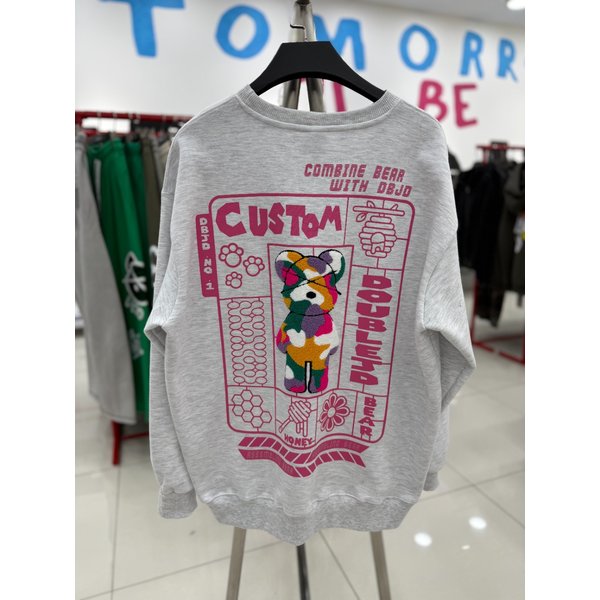 TOMORR
BE
COMBINE BEAR
WITH DBJD
CUSTOM
DBJD NO 1
DOUBLEJD
BEAR
HONEY